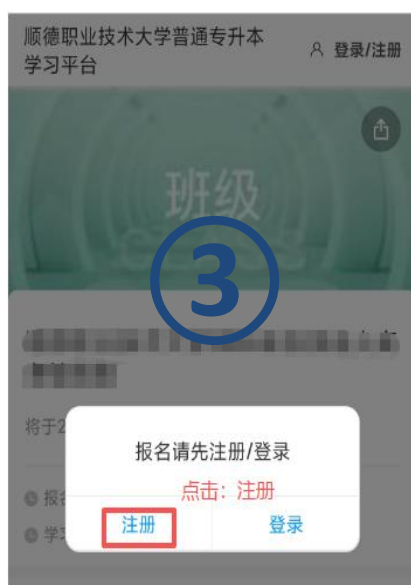 顺德职业技术大学普通专升本
学习平台
登录/注册
班级
③
将于2
报名请先注册/登录
点击：注册
报
注册
登录
学